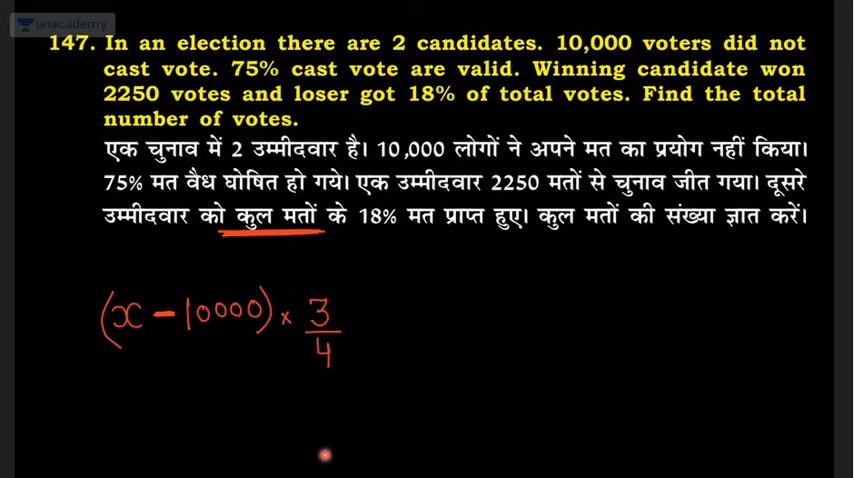 unacademy
147. In an election there are 2 candidates. 10,000 voters did not
cast vote. 75% cast vote are valid. Winning candidate won
2250 votes and loser got 18% of total votes. Find the total
number of votes.
एक चुनाव में 2 उम्मीदवार है। 10,000 लोगों ने अपने मत का प्रयोग नहीं किया।
75% मत वैध घोषित हो गये। एक उम्मीदवार 2250 मतों से चुनाव जीत गया। दूसरे
उम्मीदवार को कुल मतों के 18% मत प्राप्त हुए। कुल मतों की संख्या ज्ञात करें।
(x - 10000) × 3/4